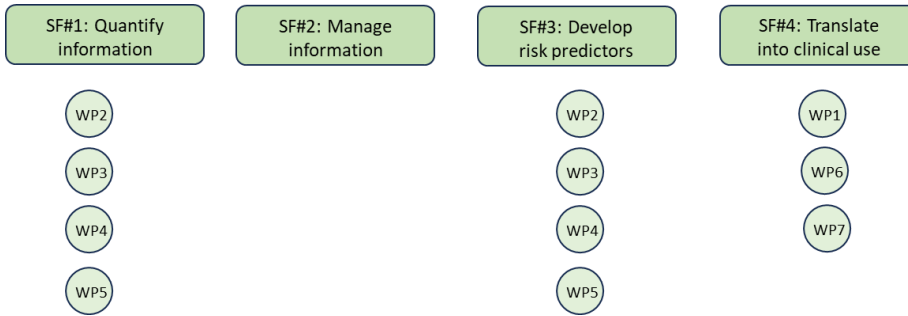 SF#1: Quantify
information
SF#2: Manage
information
SF#3: Develop
risk predictors
SF#4: Translate
into clinical use
WP2
WP3
WP4
WP5
WP2
WP3
WP4
WP5
WP1
WP6
WP7